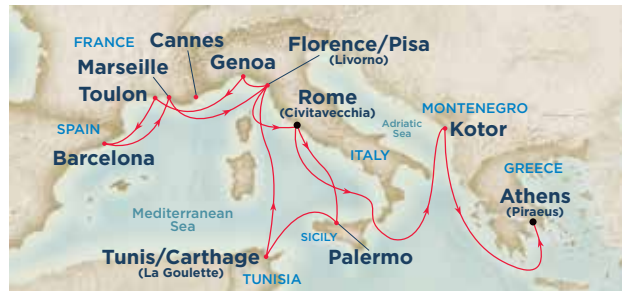 FRANCE
Cannes
Marseille
Genoa
Florence/Pisa
(Livorno)
Toulon
Rome
(Civitavecchia)
Adriatic
Sea
MONTENEGRO
Kotor
SPAIN
Barcelona
ITALY
GREECE
Athens
(Piraeus)
Mediterranean
Sea
SICILY
Tunis/Carthage
(La Goulette)
Palermo
TUNISIA